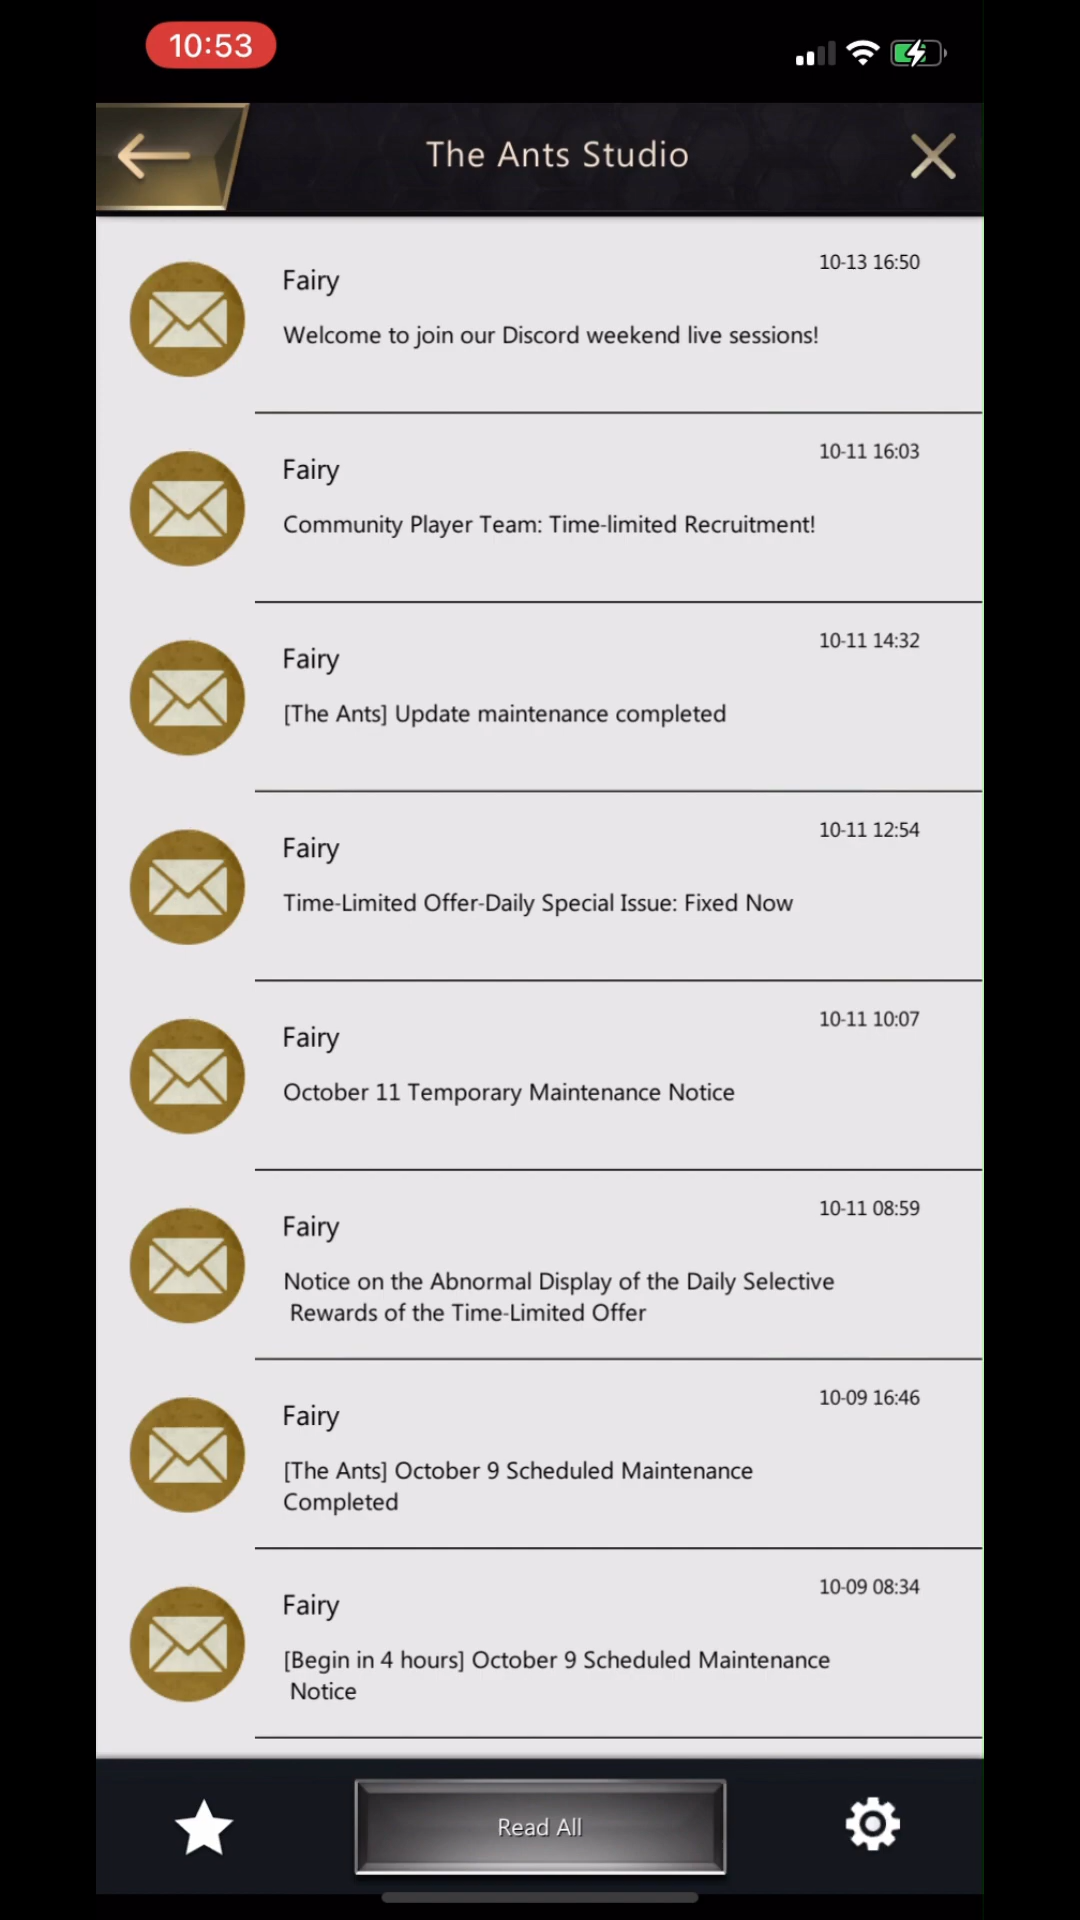 10:53
The Ants Studio
Fairy
10-13 16:50
Welcome to join our Discord weekend live sessions!
Fairy
10-11 16:03
Community Player Team: Time-limited Recruitment!
Fairy
10-11 14:32
[The Ants] Update maintenance completed
Fairy
10-11 12:54
Time-Limited Offer-Daily Special Issue: Fixed Now
Fairy
10-11 10:07
October 11 Temporary Maintenance Notice
Fairy
10-11 08:59
Notice on the Abnormal Display of the Daily Selective
Rewards of the Time-Limited Offer
Fairy
10-09 16:46
[The Ants] October 9 Scheduled Maintenance
Completed
Fairy
10-09 08:34
[Begin in 4 hours] October 9 Scheduled Maintenance
Notice
Read All